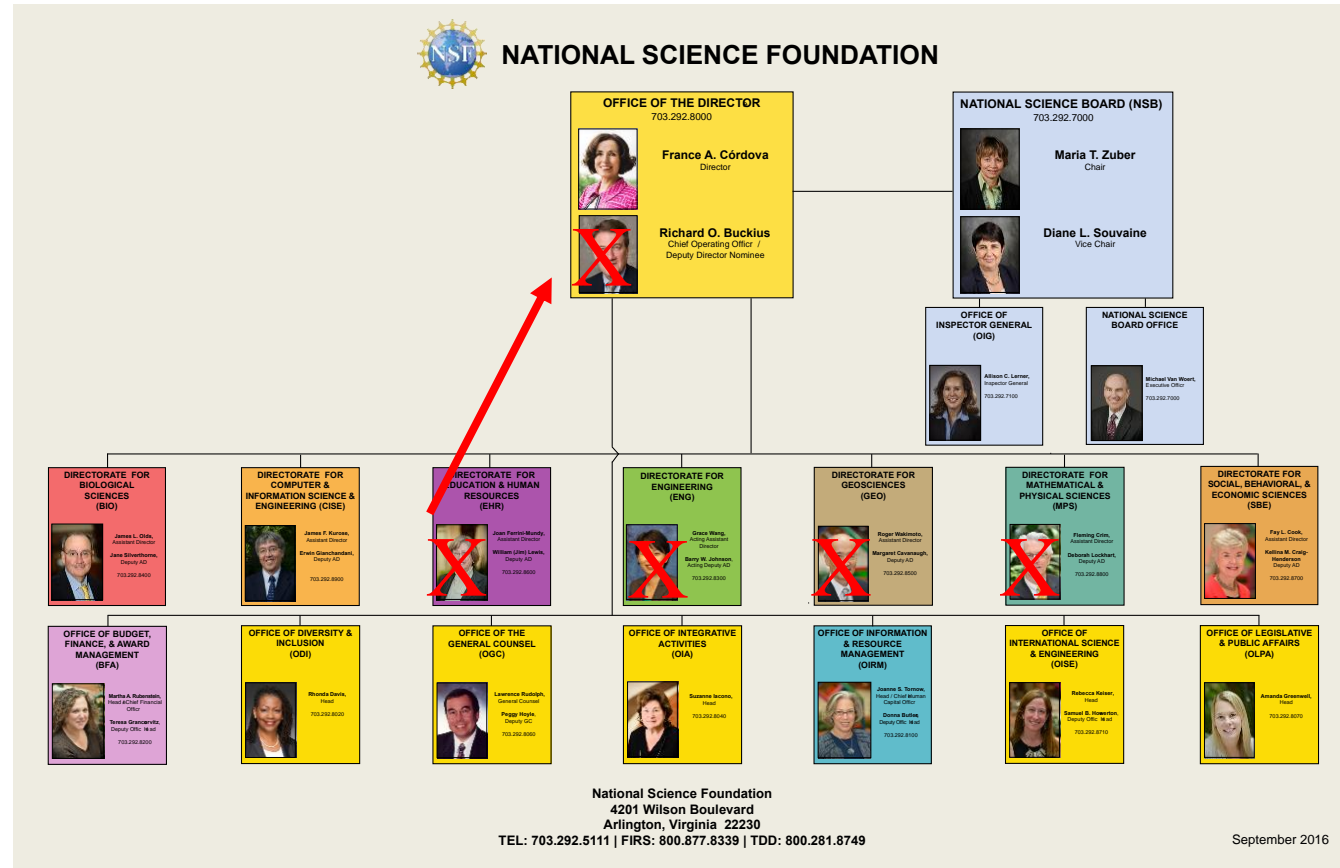 NSF
NATIONAL SCIENCE FOUNDATION
OFFICE OF THE DIRECTOR
703.292.8000
France A. Córdova
Director
X
Richard O. Buckius
Chief Operating Officr /
Deputy Director Nominee
NATIONAL SCIENCE BOARD (NSB)
703.292.7000
Maria T. Zuber
Chair
Diane L. Souvaine
Vice Chair
OFFICE OF
INSPECTOR GENERAL
(OIG)
Allison C. Lerner,
Inspector General
703.292.7100
NATIONAL SCIENCE
BOARD OFFICE
Michael Van Woert,
Executive Officr
703.292.7000
DIRECTORATE FOR
BIOLOGICAL
SCIENCES
(BIO)
James L. Olds,
Assistant Director
Jane Silverthorne,
Deputy AD
703.292.8400
DIRECTORATE FOR
COMPUTER &
INFORMATION SCIENCE &
ENGINEERING (CISE)
James F. Kurose,
Assistant Director
Erwin Gianchandani,
Deputy AD
703.292.8900
DIRECTORATE FOR
EDUCATION & HUMAN
RESOURCES
(EHR)
X
Joan Ferrini-Mundy,
Assistant Director
William (Jim) Lewis,
Deputy AD
703.292.8600
DIRECTORATE FOR
ENGINEERING
(ENG)
X
Grace Wang,
Acting Assistant
Director
Barry W. Johnson,
Acting Deputy AD
703.292.8300
DIRECTORATE FOR
GEOSCIENCES
(GEO)
X
Roger Wakimoto,
Assistant Director
Margaret Cavanaugh,
Deputy AD
703.292.8500
DIRECTORATE FOR
MATHEMATICAL &
PHYSICAL SCIENCES
(MPS)
X
Fleming Crim,
Assistant Director
Deborah Lockhart,
Deputy AD
703.292.8800
DIRECTORATE FOR
SOCIAL, BEHAVIORAL, &
ECONOMIC SCIENCES
(SBE)
Fay L. Cook,
Assistant Director
Kellina M. Craig-
Henderson
Deputy AD
703.292.8700
OFFICE OF BUDGET,
FINANCE, & AWARD
MANAGEMENT
(BFA)
Martha A. Rubenstein,
Chief Financial
Officr
Teresa
Deputy Offic
703.292.8200
OFFICE OF DIVERSITY &
INCLUSION
(ODI)
Rhonda Davis,
Head
703.292.8020
OFFICE OF THE
GENERAL COUNSEL
(OGC)
Lawrence Rudolph,
General Counsel
Peggy Hoyle,
Deputy GC
703.292.8060
OFFICE OF INTEGRATIVE
ACTIVITIES
(OIA)
Suzanne Iacono,
Head
703.292.8040
OFFICE OF INFORMATION
& RESOURCE
MANAGEMENT
(OIRM)
Joanne S. Tornow,
Head / Chief Human
Capital Officr
Donna Butler,
Deputy Offic
703.292.8100
OFFICE OF
INTERNATIONAL SCIENCE
& ENGINEERING
(OISE)
Rebecca Keiser,
Head
Samuel B. Howerton,
Deputy Offic
703.292.8710
OFFICE OF LEGISLATIVE
& PUBLIC AFFAIRS
(OLPA)
Amanda Greenwell,
Head
703.292.8070
National Science Foundation
4201 Wilson Boulevard
Arlington, Virginia 22230
TEL: 703.292.5111 | FIRS: 800.877.8339 | TDD: 800.281.8749
September 2016